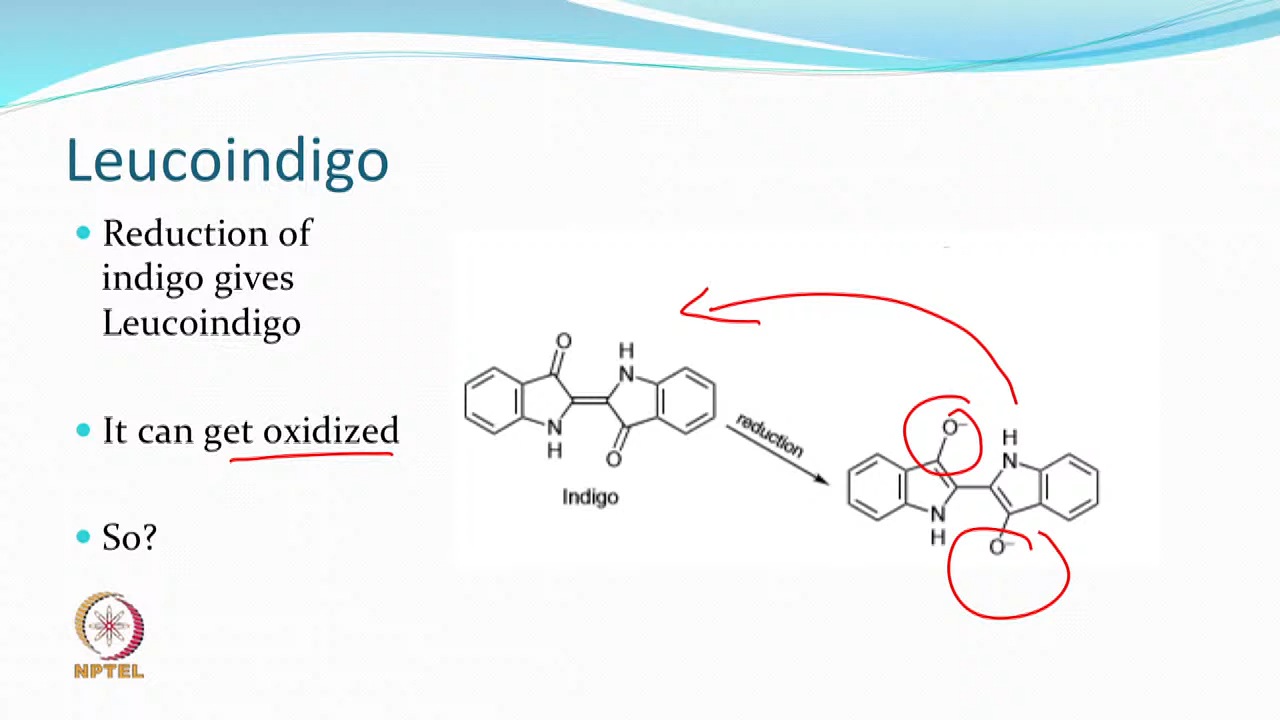 Leucoindigo
Reduction of
indigo gives
Leucoindigo
It can get oxidized
So?
O
H
N
N
H
O
Indigo
reduction
O−
H
N
N
H
O−
NPTEL